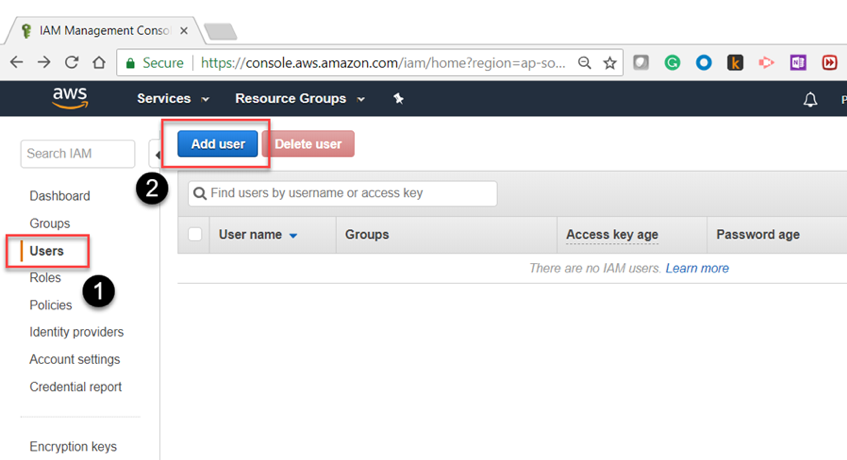 IAM Management Conso
Secure https://console.aws.amazon.com/iam/home?region=ap-so...
aws Services Resource Groups
Search IAM
Add user Delete user
2
Find users by username or access key
User name Groups Access key age Password age
There are no IAM users. Learn more
Dashboard
Groups
Users
Roles
1
Policies
Identity providers
Account settings
Credential report
Encryption keys